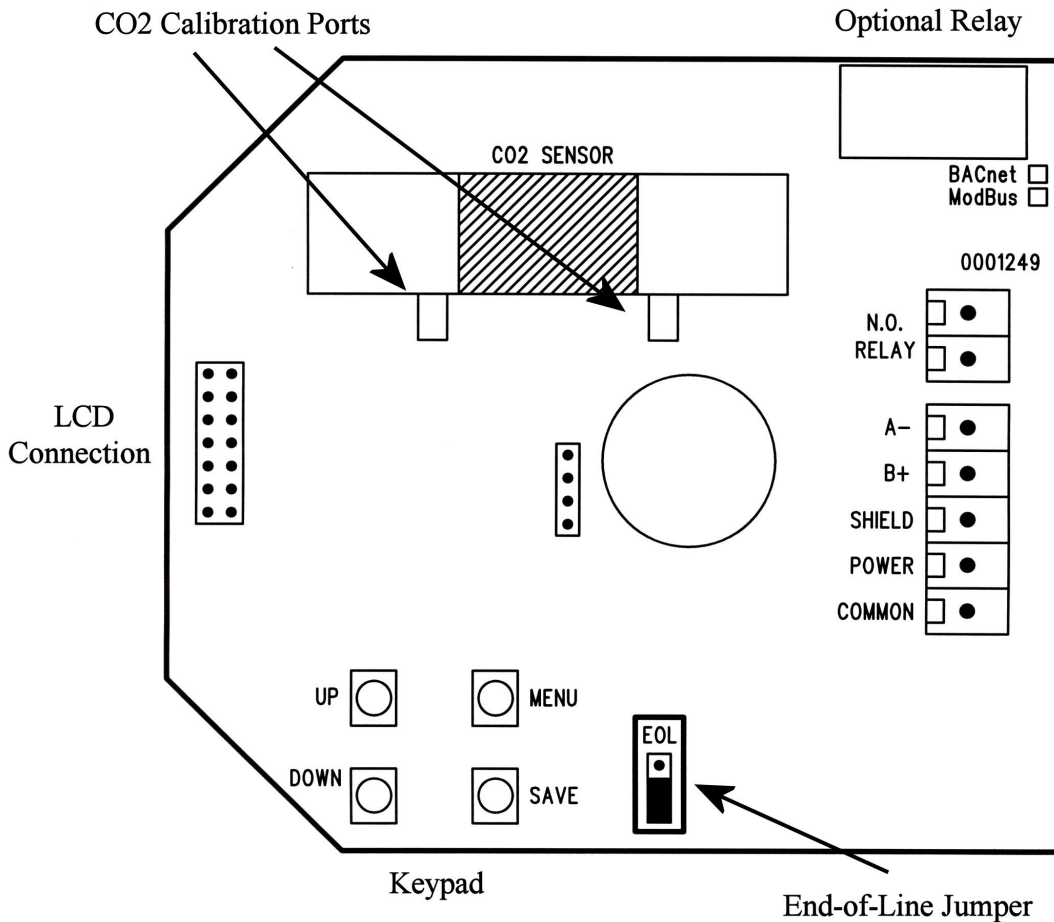 CO2 Calibration Ports
Optional Relay
CO2 SENSOR
BACnet
ModBus
0001249
N.O.
RELAY
LCD
Connection
A-
B+
SHIELD
POWER
COMMON
UP
MENU
EOL
DOWN
SAVE
Keypad
End-of-Line Jumper